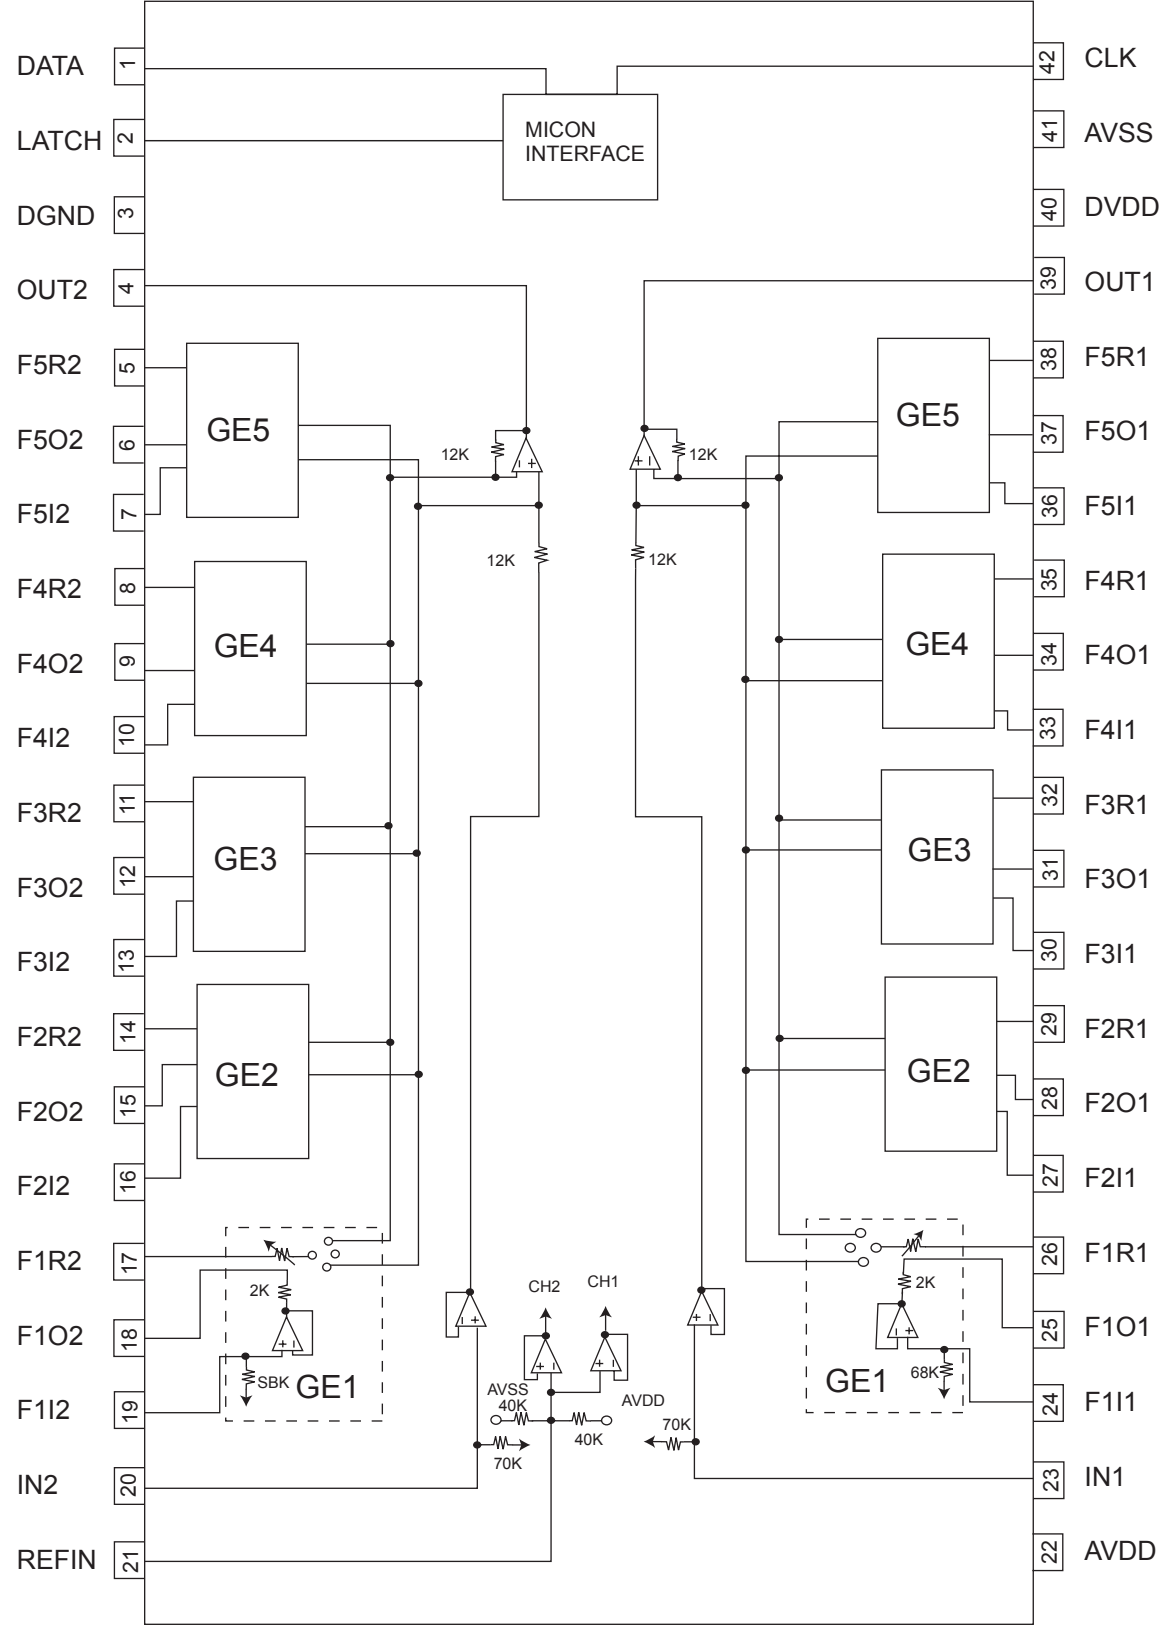 DATA 1
42 CLK
MICON
INTERFACE
LATCH 2
41 AVSS
DGND 3
40 DVDD
OUT2 4
39 OUT1
F5R2 5
38 F5R1
GE5
GE5
F5O2 6
37 F5O1
12K
12K
F5I2 7
36 F5I1
12K
12K
F4R2 8
35 F4R1
GE4
GE4
F4O2 9
34 F4O1
F4I2 10
33 F4I1
F3R2 11
32 F3R1
GE3
GE3
F3O2 12
31 F3O1
F3I2 13
30 F3I1
F2R2 14
29 F2R1
GE2
GE2
F2O2 15
28 F2O1
F2I2 16
27 F2I1
F1R2 17
26 F1R1
2K
CH2
CH1
2K
F1O2 18
25 F1O1
SBK
GE1
AVSS
40K
AVDD
GE1
68K
F1I2 19
24 F1I1
70K
40K
70K
IN2 20
23 IN1
REFIN 21
22 AVDD